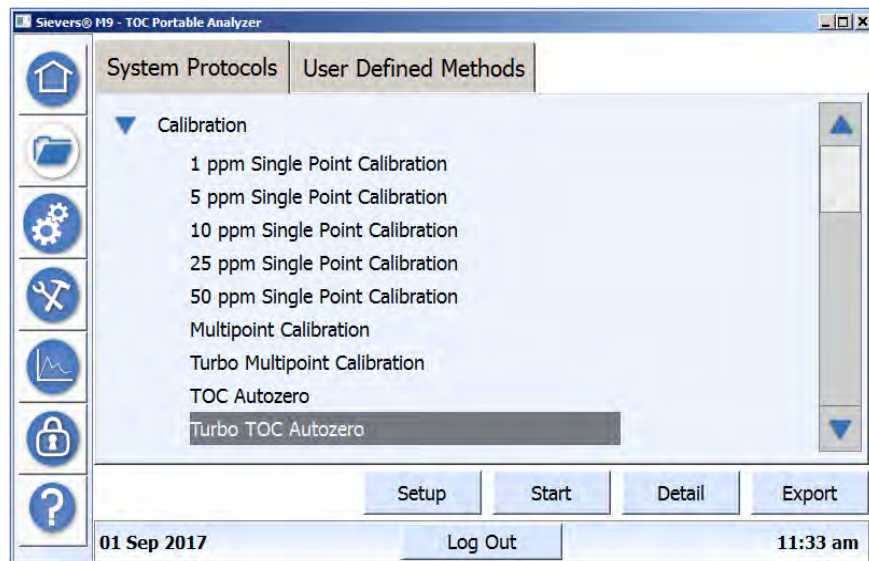 Sievers® M9 - TOC Portable Analyzer
System Protocols User Defined Methods
Calibration
1 ppm Single Point Calibration
5 ppm Single Point Calibration
10 ppm Single Point Calibration
25 ppm Single Point Calibration
50 ppm Single Point Calibration
Multipoint Calibration
Turbo Multipoint Calibration
TOC Autozero
Turbo TOC Autozero
Setup Start Detail Export
01 Sep 2017 Log Out 11:33 am